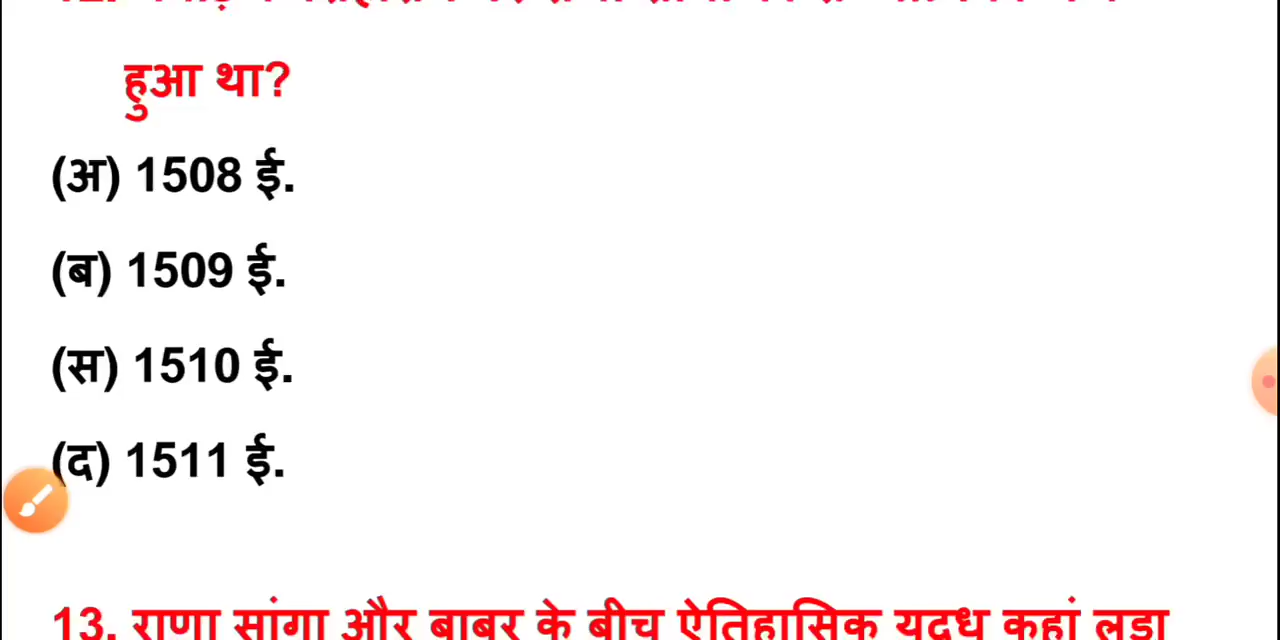 हुआ था?
(अ) 1508 ई.
(ब) 1509 ई.
(स) 1510 ई.
(द) 1511 ई.
13. राणा सांगा और बाबर के बीच ऐतिहासिक युद्ध कहां लड़ा